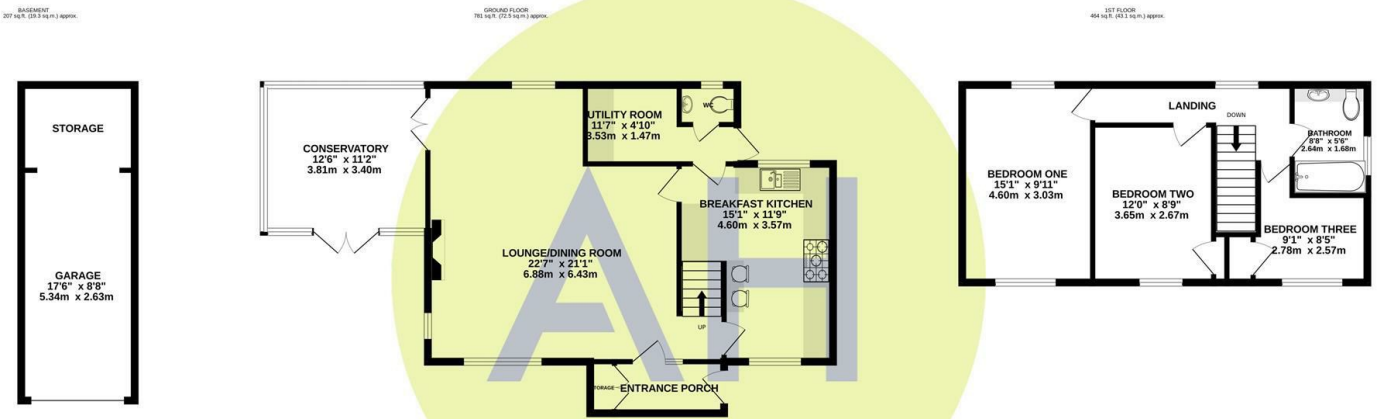 BASEMENT
207 sq.ft. (19.3 sq.m.) approx.
GROUND FLOOR
781 sq.ft. (72.5 sq.m.) approx.
1ST FLOOR
464 sq.ft. (43.1 sq.m.) approx.
STORAGE
GARAGE
17'6" x 8'8"
5.34m x 2.63m
CONSERVATORY
12'6" x 11'2"
3.81m x 3.40m
UTILITY ROOM
11'7" x 4'10"
3.53m x 1.47m
WC
BREAKFAST KITCHEN
15'1" x 11'9"
4.60m x 3.57m
LOUNGE/DINING ROOM
22'7" x 21'1"
6.88m x 6.43m
UP
STORAGE
ENTRANCE PORCH
AH
LANDING
DOWN
BATHROOM
8'8" x 5'6"
2.64m x 1.68m
BEDROOM ONE
15'1" x 9'11"
4.60m x 3.03m
BEDROOM TWO
12'0" x 8'9"
3.65m x 2.67m
BEDROOM THREE
9'1" x 8'5"
2.78m x 2.57m